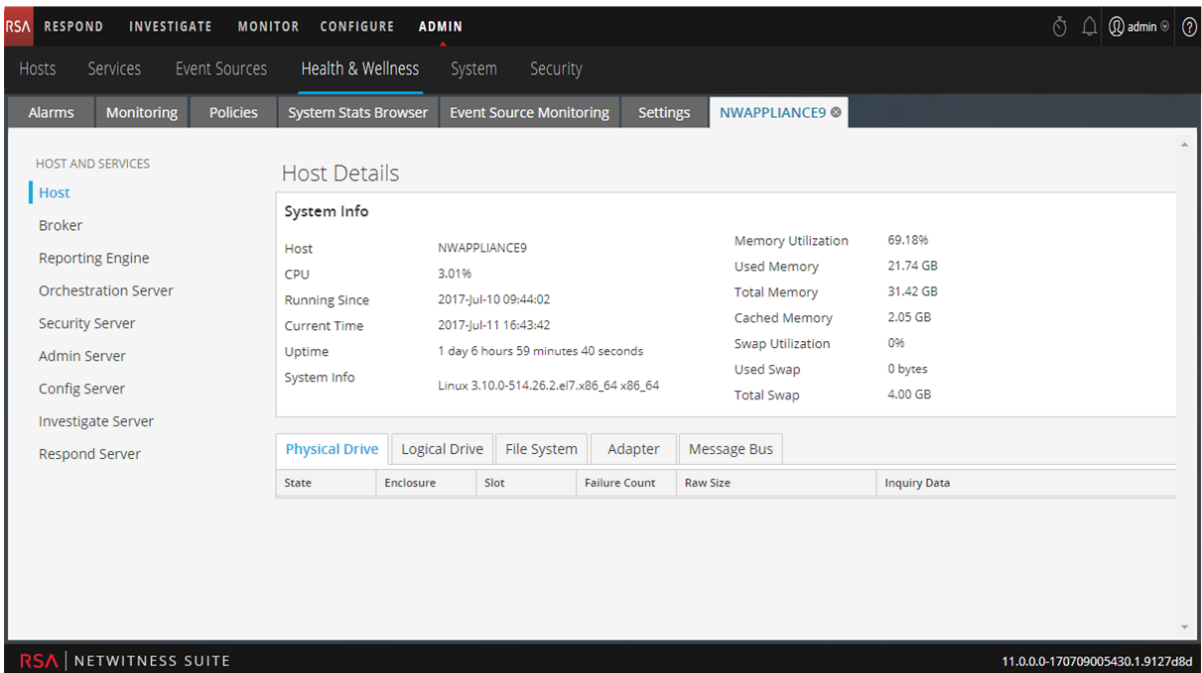 RSA RESPOND INVESTIGATE MONITOR CONFIGURE ADMIN admin
Hosts Services Event Sources Health & Wellness System Security
Alarms Monitoring Policies System Stats Browser Event Source Monitoring Settings NWAPPLIANCE9
HOST AND SERVICES
Host
Broker
Reporting Engine
Orchestration Server
Security Server
Admin Server
Config Server
Investigate Server
Respond Server
Host Details
System Info
Host NWAPPLIANCE9
CPU 3.01%
Running Since 2017-Jul-10 09:44:02
Current Time 2017-Jul-11 16:43:42
Uptime 1 day 6 hours 59 minutes 40 seconds
System Info Linux 3.10.0-514.26.2.el7.x86_64 x86_64
Memory Utilization 69.18%
Used Memory 21.74 GB
Total Memory 31.42 GB
Cached Memory 2.05 GB
Swap Utilization 0%
Used Swap 0 bytes
Total Swap 4.00 GB
Physical Drive Logical Drive File System Adapter Message Bus
State Enclosure Slot Failure Count Raw Size Inquiry Data
RSA | NETWITNESS SUITE 11.0.0.0-170709005430.1.9127d8d